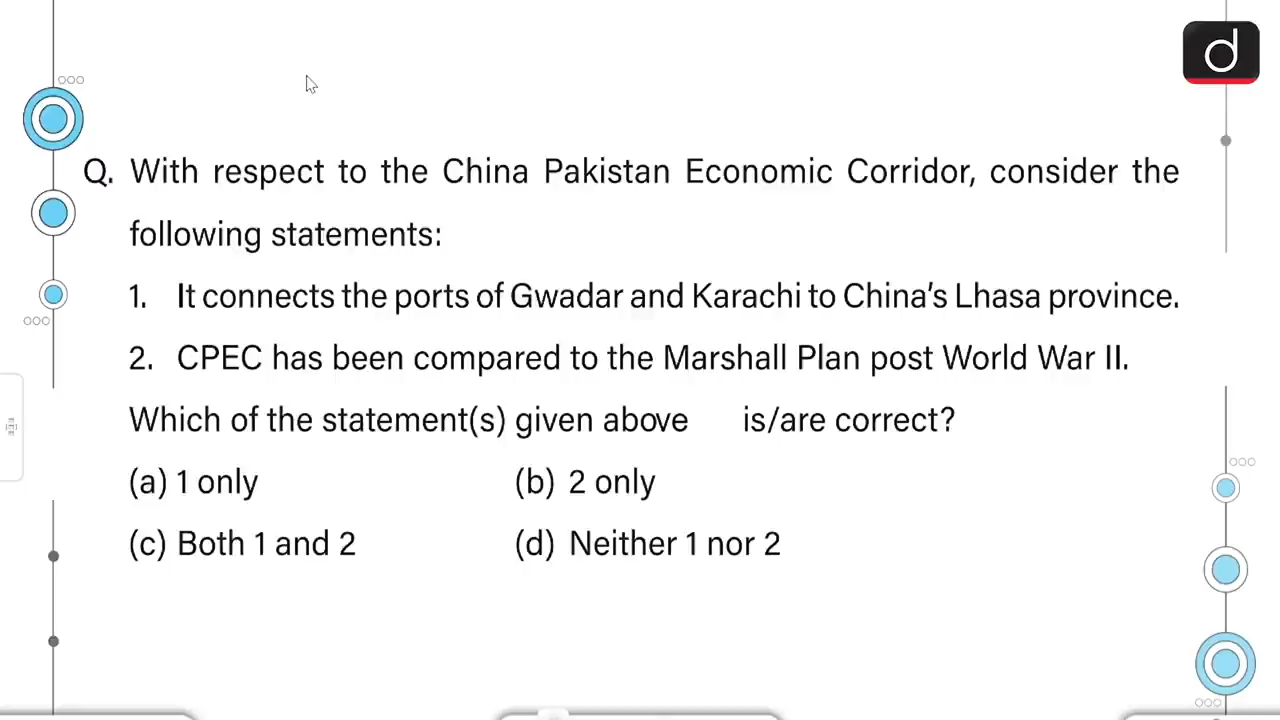 d
Q. With respect to the China Pakistan Economic Corridor, consider the
following statements:
1. It connects the ports of Gwadar and Karachi to China's Lhasa province.
2. CPEC has been compared to the Marshall Plan post World War II.
Which of the statement(s) given above is/are correct?
(a) 1 only (b) 2 only
(c) Both 1 and 2 (d) Neither 1 nor 2